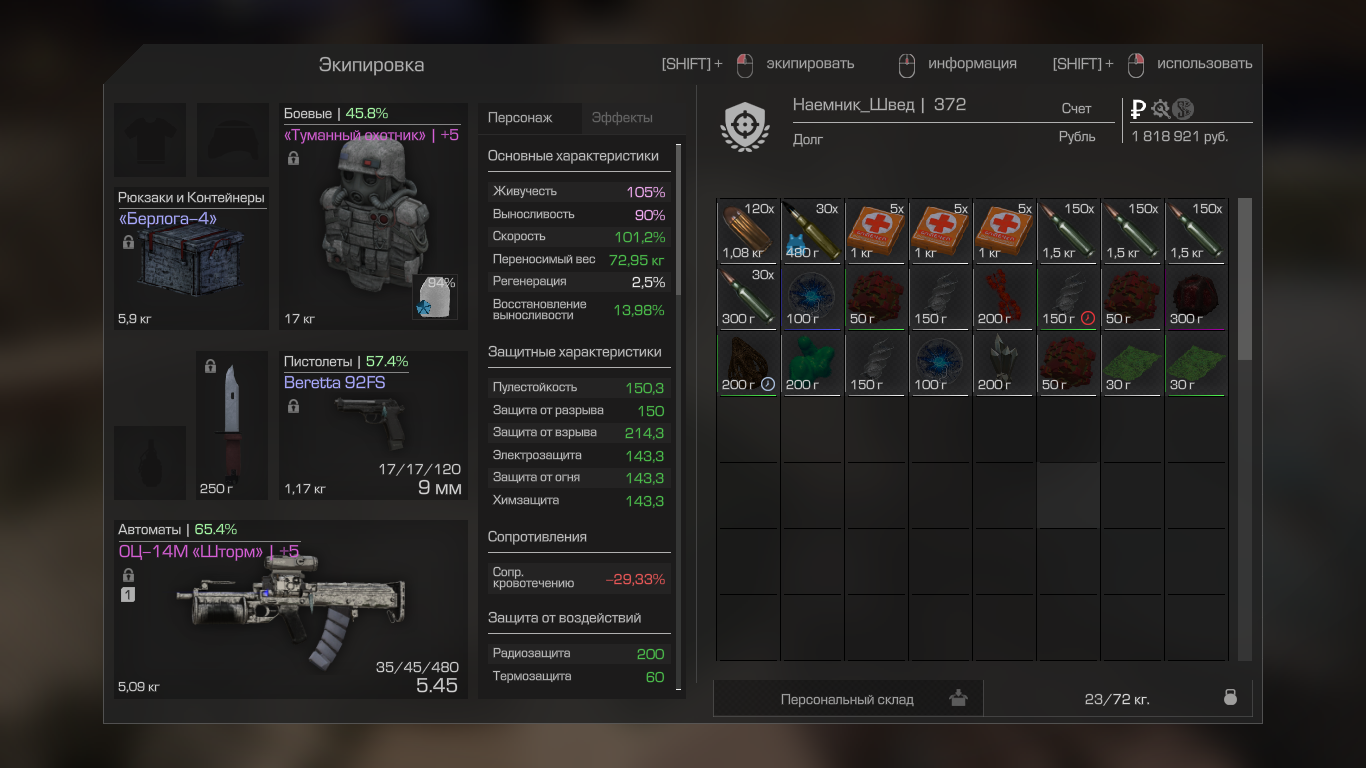 Экипировка
[SHIFT] + экипировать информация [SHIFT] + использовать
Боевые | 45.8%
«Туманный охотник» | +5
94%
17 кг
Рюкзаки и Контейнеры
«Берлога-4»
5,9 кг
250 г
Пистолеты | 57.4%
Beretta 92FS
17/17/120
1,17 кг
9 мм
Автоматы | 65.4%
ОЦ-14М «Шторм» | +5
1
35/45/480
5,09 кг
5.45
Персонаж Эффекты
Основные характеристики
Живучесть 105%
Выносливость 90%
Скорость 101,2%
Переносимый вес 72,95 кг
Регенерация 2,5%
Восстановление
выносливости 13,98%
Защитные характеристики
Пулестойкость 150,3
Защита от разрыва 150
Защита от взрыва 214,3
Электрозащита 143,3
Защита от огня 143,3
Химзащита 143,3
Сопротивления
Сопр.
кровотечению -29,33%
Защита от воздействий
Радиозащита 200
Термозащита 60
Наемник_Швед | 372
Долг
Счет
Рубль 1 818 921 руб.
120x 30x 5x 5x 5x 150x 150x 150x
1,08 кг 480 г 1 кг 1 кг 1 кг 1,5 кг 1,5 кг 1,5 кг
30x
300 г 100 г 50 г 150 г 200 г 150 г 50 г 300 г
200 г 200 г 150 г 100 г 200 г 50 г 30 г 30 г
Персональный склад
23/72 кг.